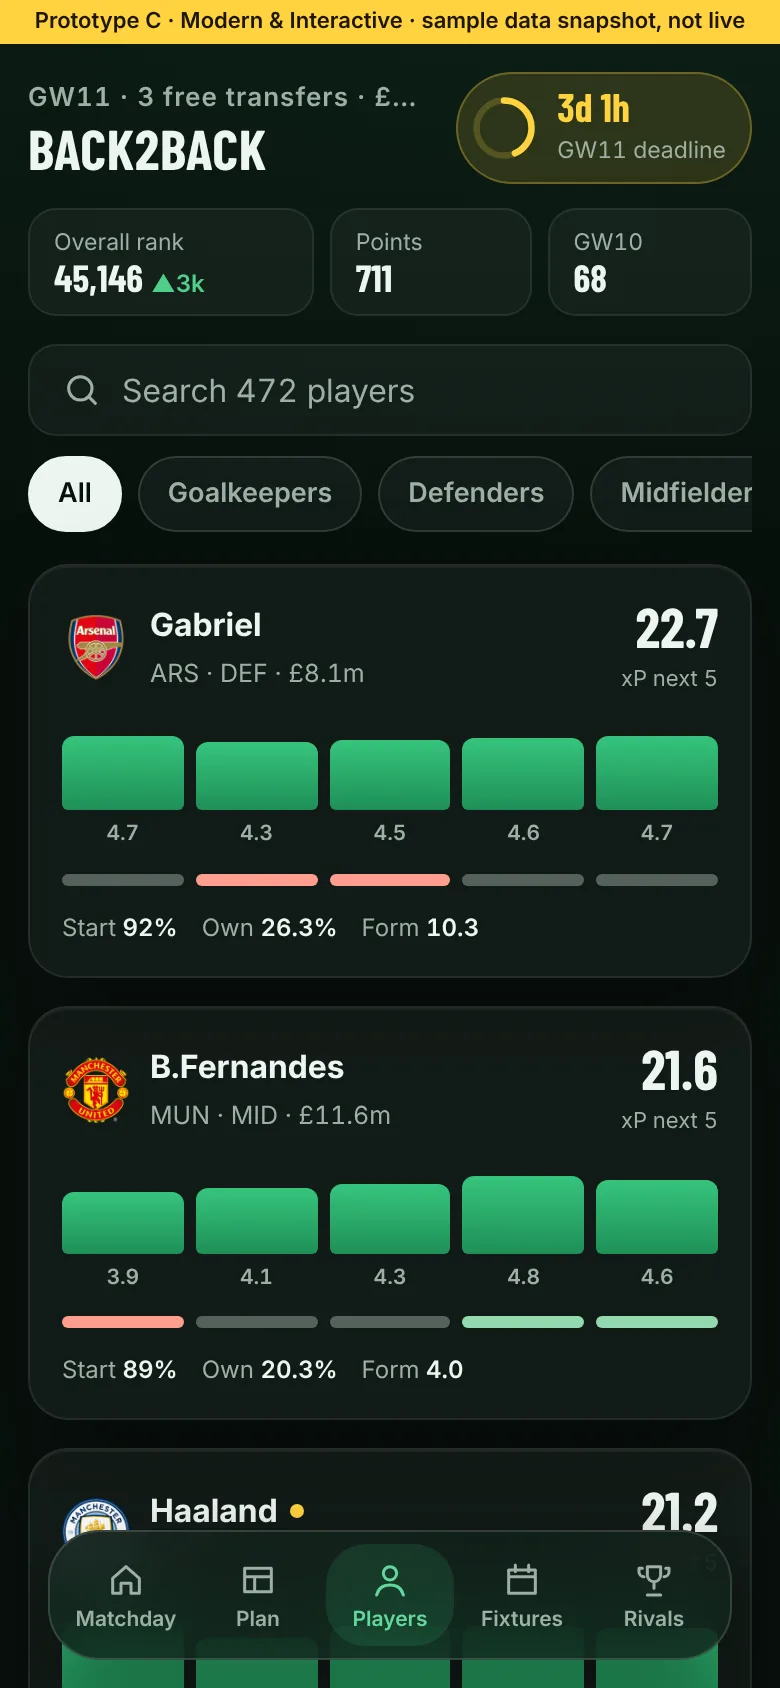 Prototype C · Modern & Interactive · sample data snapshot, not live
GW11 · 3 free transfers · £...
BACK2BACK
3d 1h
GW11 deadline
Overall rank
45,146 ▲3k
Points
711
GW10
68
Search 472 players
All
Goalkeepers
Defenders
Midfielder
Arsenal
Gabriel
ARS · DEF · £8.1m
22.7
xP next 5
4.7 4.3 4.5 4.6 4.7
Start 92% Own 26.3% Form 10.3
MANCHESTER
UNITED
B.Fernandes
MUN · MID · £11.6m
21.6
xP next 5
3.9 4.1 4.3 4.8 4.6
Start 89% Own 20.3% Form 4.0
MANCHESTER
Haaland
21.2
5
Matchday
Plan
Players
Fixtures
Rivals